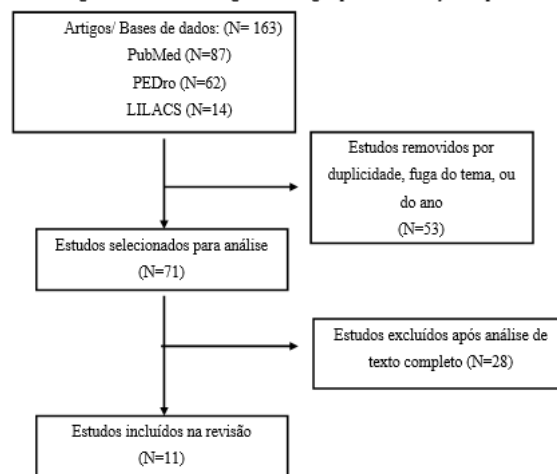 Artigos/ Bases de dados: (N= 163)
PubMed (N=87)
PEDro (N=62)
LILACS (N=14)
Estudos removidos por
duplicidade, fuga do tema, ou
do ano
(N=53)
Estudos selecionados para análise
(N=71)
Estudos excluídos após análise de
texto completo (N=28)
Estudos incluídos na revisão
(N=11)